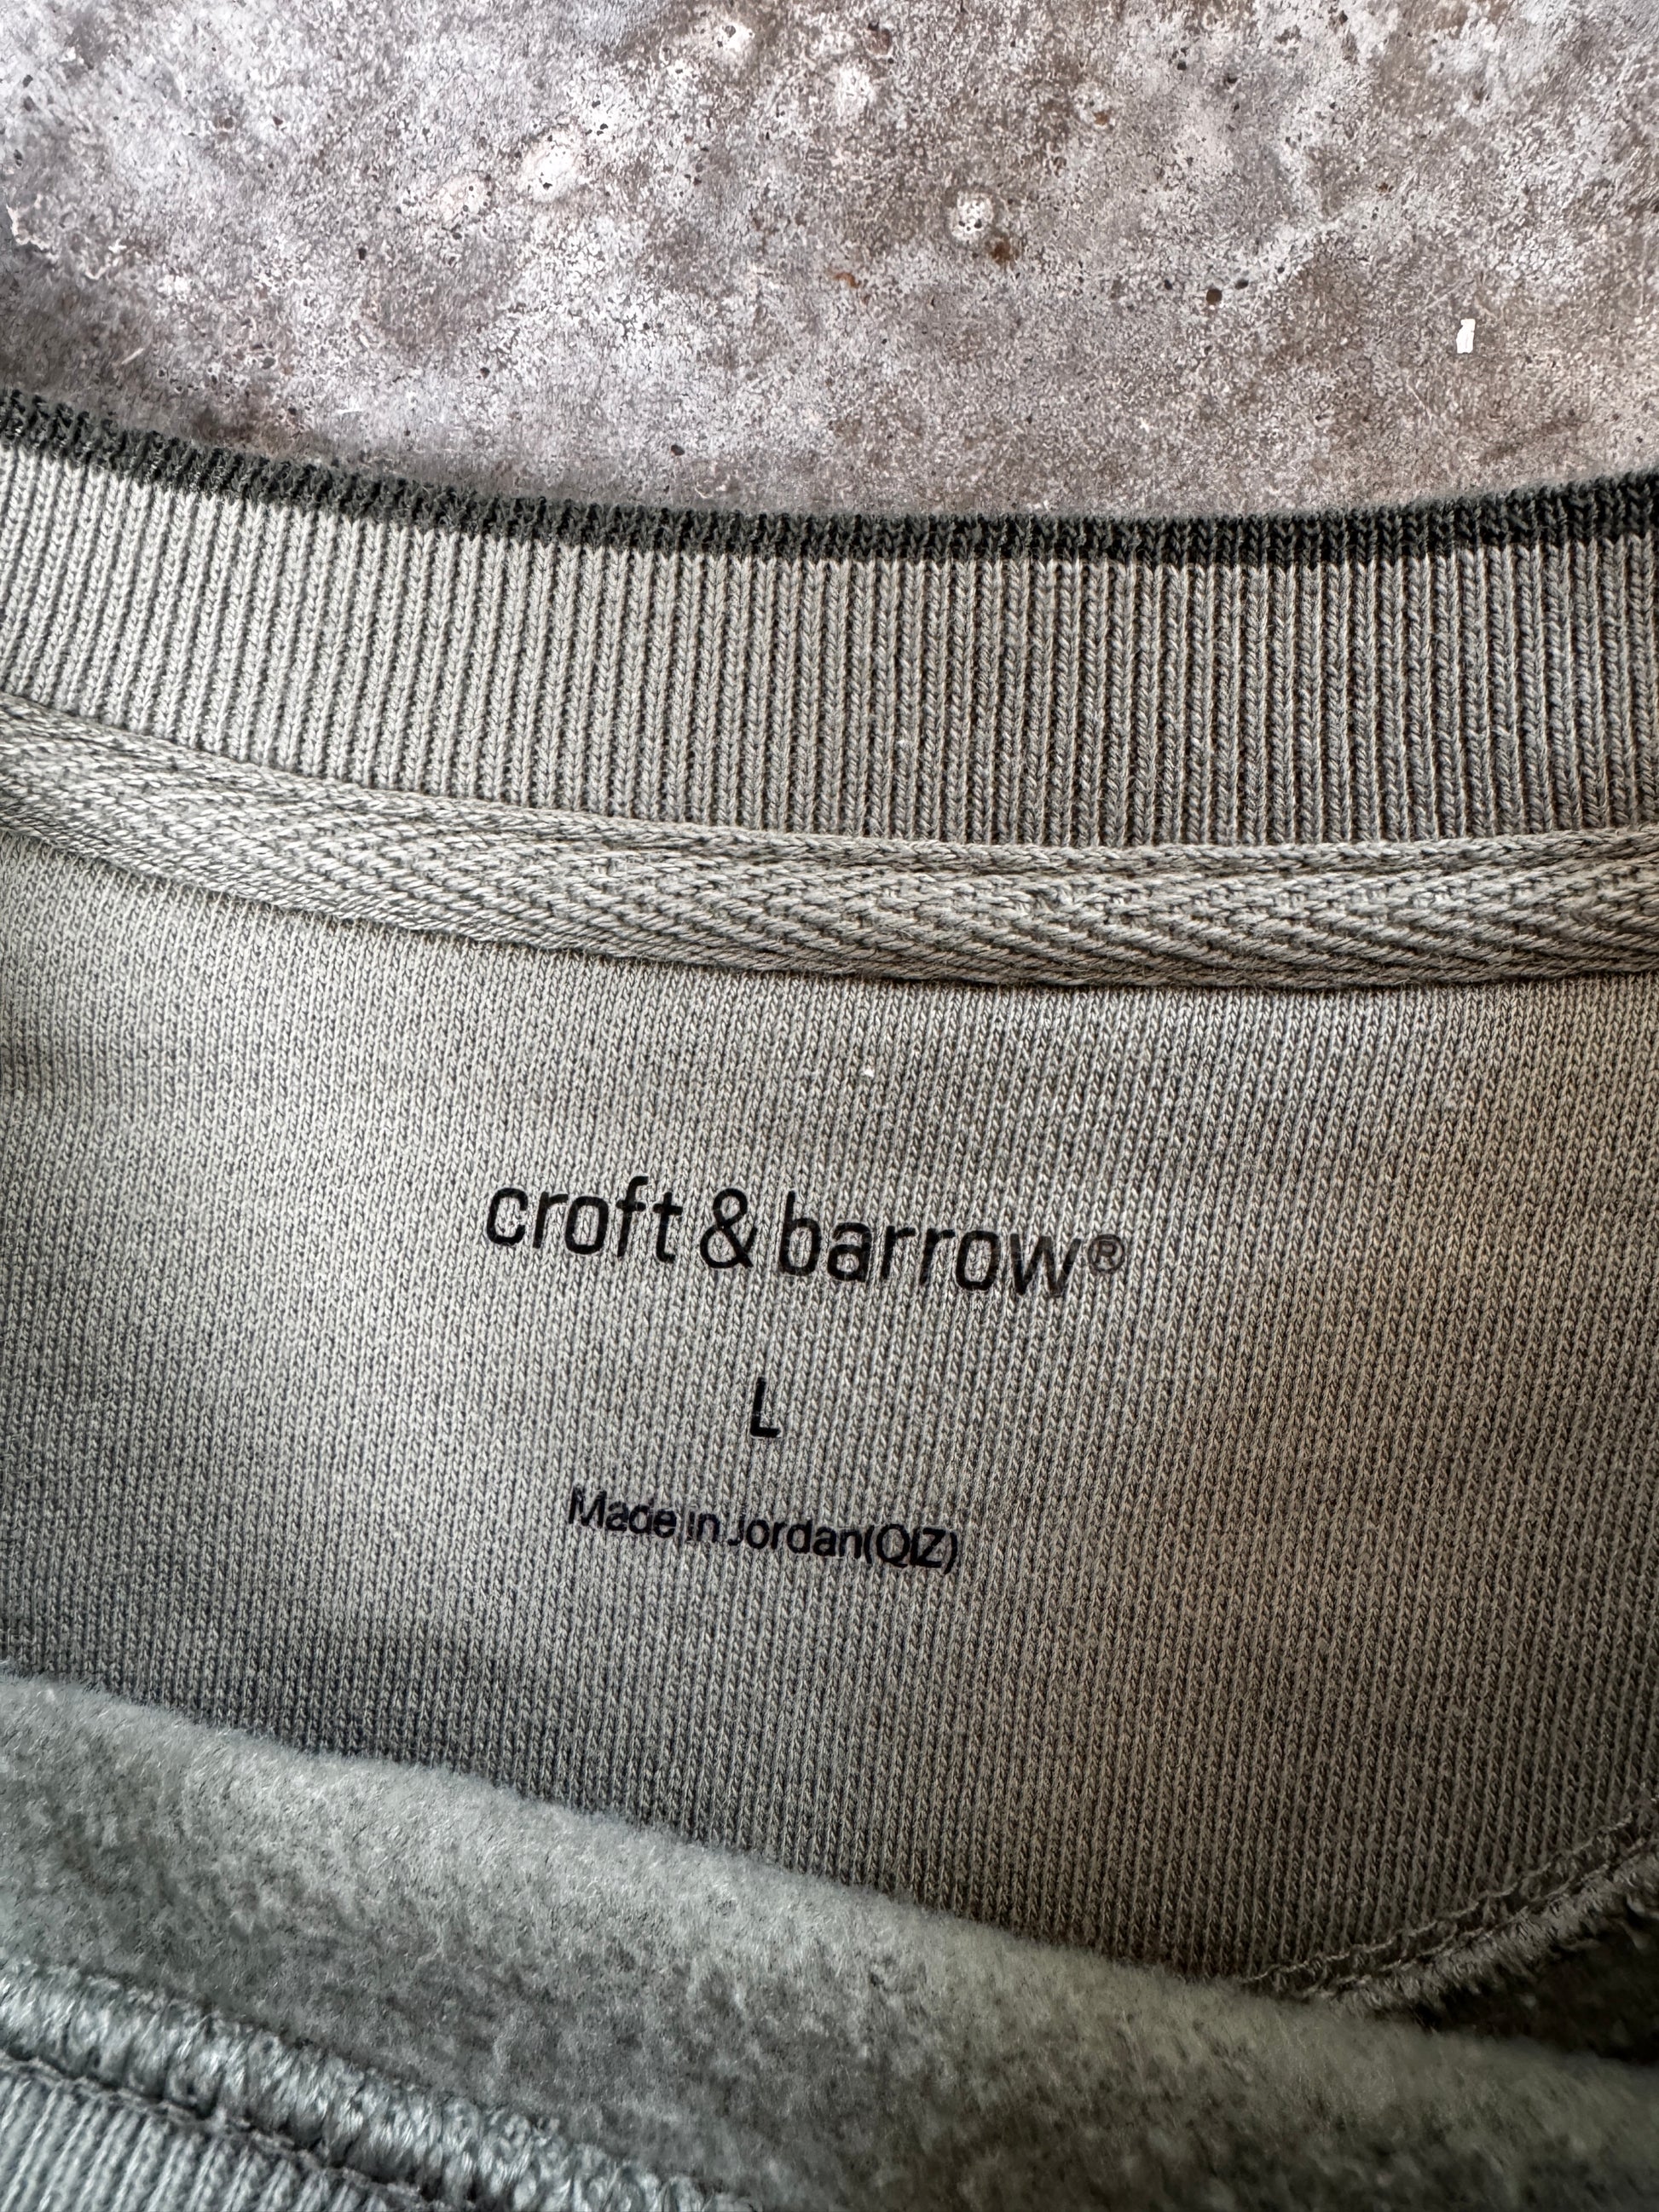 croft & barrow®
L
Made in Jordan(QIZ)